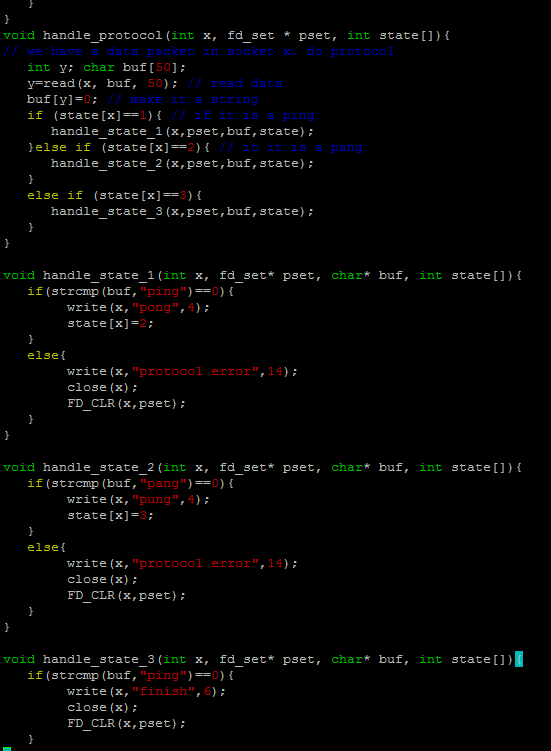 }
}
void handle_protocol(int x, fd_set * pset, int state[]){
// we have a data packet in socket x. do protocol
   int y; char buf[50];
   y=read(x, buf, 50); // read data
   buf[y]=0; // make it a string
   if (state[x]==1){ // if it is a ping
      handle_state_1(x,pset,buf,state);
   }else if (state[x]==2){ // it it is a pang
      handle_state_2(x,pset,buf,state);
   }
   else if (state[x]==3){
      handle_state_3(x,pset,buf,state);
   }
}

void handle_state_1(int x, fd_set* pset, char* buf, int state[]){
   if(strcmp(buf,"ping")==0){
        write(x,"pong",4);
        state[x]=2;
   }
   else{
        write(x,"protocol error",14);
        close(x);
        FD_CLR(x,pset);
   }
}

void handle_state_2(int x, fd_set* pset, char* buf, int state[]){
   if(strcmp(buf,"pang")==0){
        write(x,"pung",4);
        state[x]=3;
   }
   else{
        write(x,"protocol error",14);
        close(x);
        FD_CLR(x,pset);
   }
}

void handle_state_3(int x, fd_set* pset, char* buf, int state[]){
   if(strcmp(buf,"ping")==0){
        write(x,"finish",6);
        close(x);
        FD_CLR(x,pset);
   }